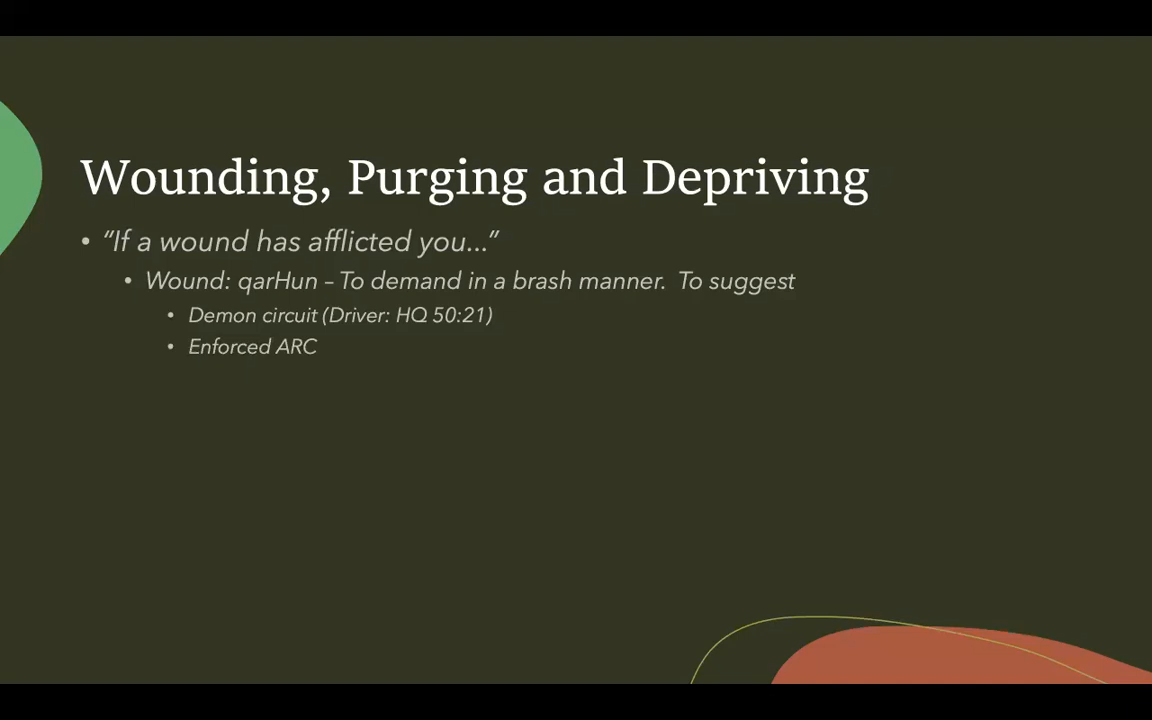 Wounding, Purging and Depriving
• “If a wound has afflicted you...”
• Wound: qarHun – To demand in a brash manner.  To suggest
• Demon circuit (Driver: HQ 50:21)
• Enforced ARC